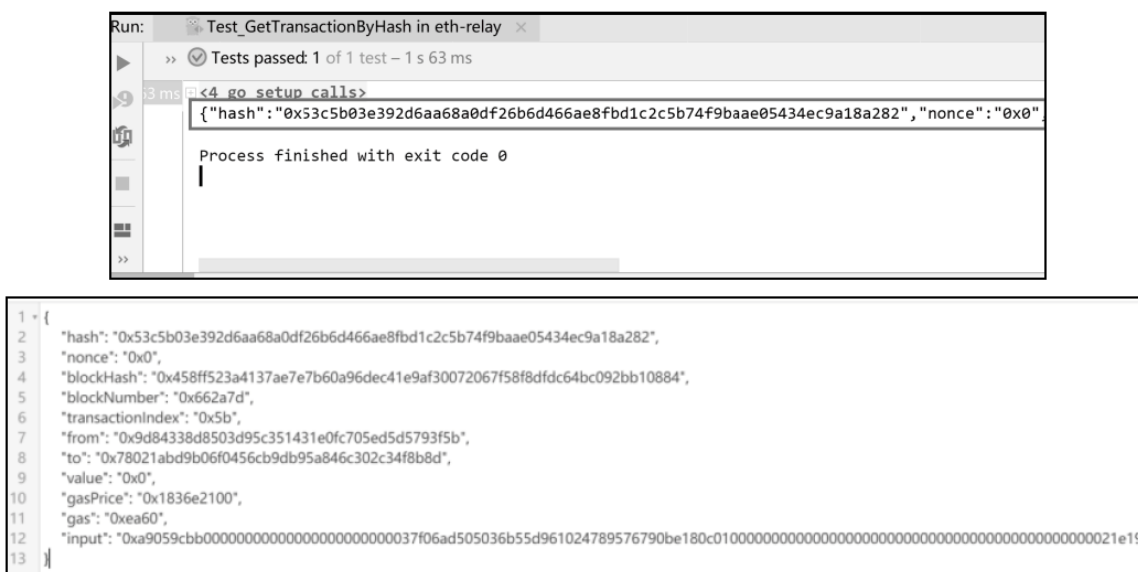 Run: Test_GetTransactionByHash in eth-relay ×
» Tests passed: 1 of 1 test – 1 s 63 ms
3 ms <4 go setup calls>
{"hash":"0x53c5b03e392d6aa68a0df26b6d466ae8fbd1c2c5b74f9baae05434ec9a18a282","nonce":"0x0",
Process finished with exit code 0
»
1 {
2 "hash": "0x53c5b03e392d6aa68a0df26b6d466ae8fbd1c2c5b74f9baae05434ec9a18a282",
3 "nonce": "0x0",
4 "blockHash": "0x458ff523a4137ae7e7b60a96dec41e9af30072067f58f8dfdc64bc092bb10884",
5 "blockNumber": "0x662a7d",
6 "transactionIndex": "0x5b",
7 "from": "0x9d84338d8503d95c351431e0fc705ed5d5793f5b",
8 "to": "0x78021abd9b06f0456cb9db95a846c302c34f8b8d",
9 "value": "0x0",
10 "gasPrice": "0x1836e2100",
11 "gas": "0xea60",
12 "input":
13 }